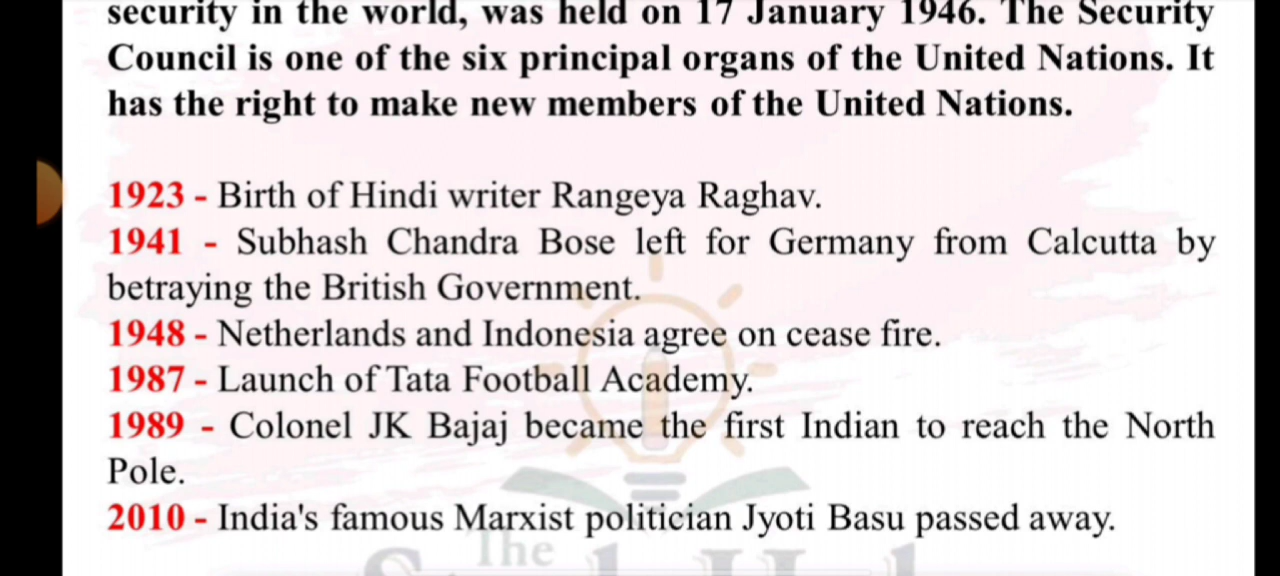 security in the world, was held on 17 January 1946. The Security
Council is one of the six principal organs of the United Nations. It
has the right to make new members of the United Nations.
1923 - Birth of Hindi writer Rangeya Raghav.
1941 - Subhash Chandra Bose left for Germany from Calcutta by
betraying the British Government.
1948 - Netherlands and Indonesia agree on cease fire.
1987 - Launch of Tata Football Academy.
1989 - Colonel JK Bajaj became the first Indian to reach the North
Pole.
2010 - India's famous Marxist politician Jyoti Basu passed away.
The